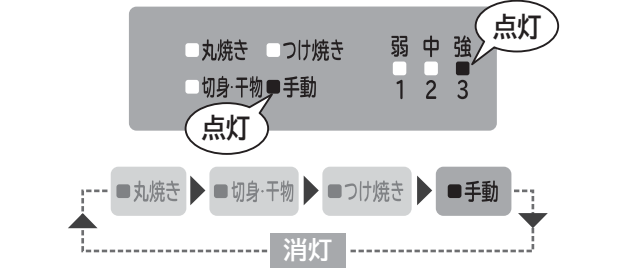 点灯
丸焼き つけ焼き
弱 中 強
切身·干物 手動
1 2 3
点灯
丸焼き 切身·干物 つけ焼き 手動
消灯